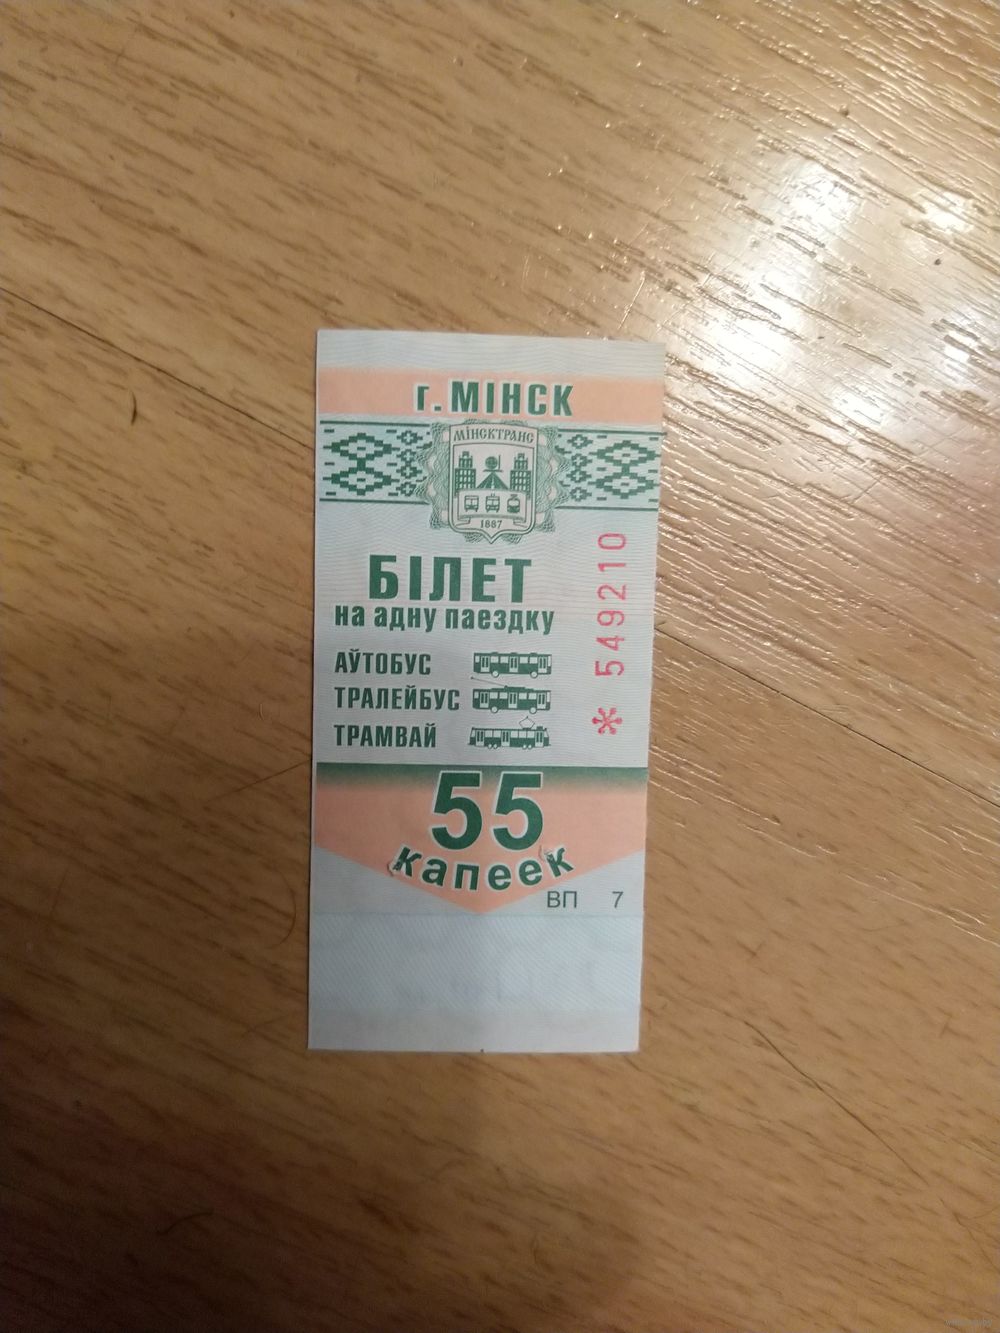 г. МІНСК
МІНСКТРАНС
1887
БІЛЕТ
на адну паездку
АЎТОБУС
ТРАЛЕЙБУС
ТРАМВАЙ
* 549210
55
капеек
ВП 7